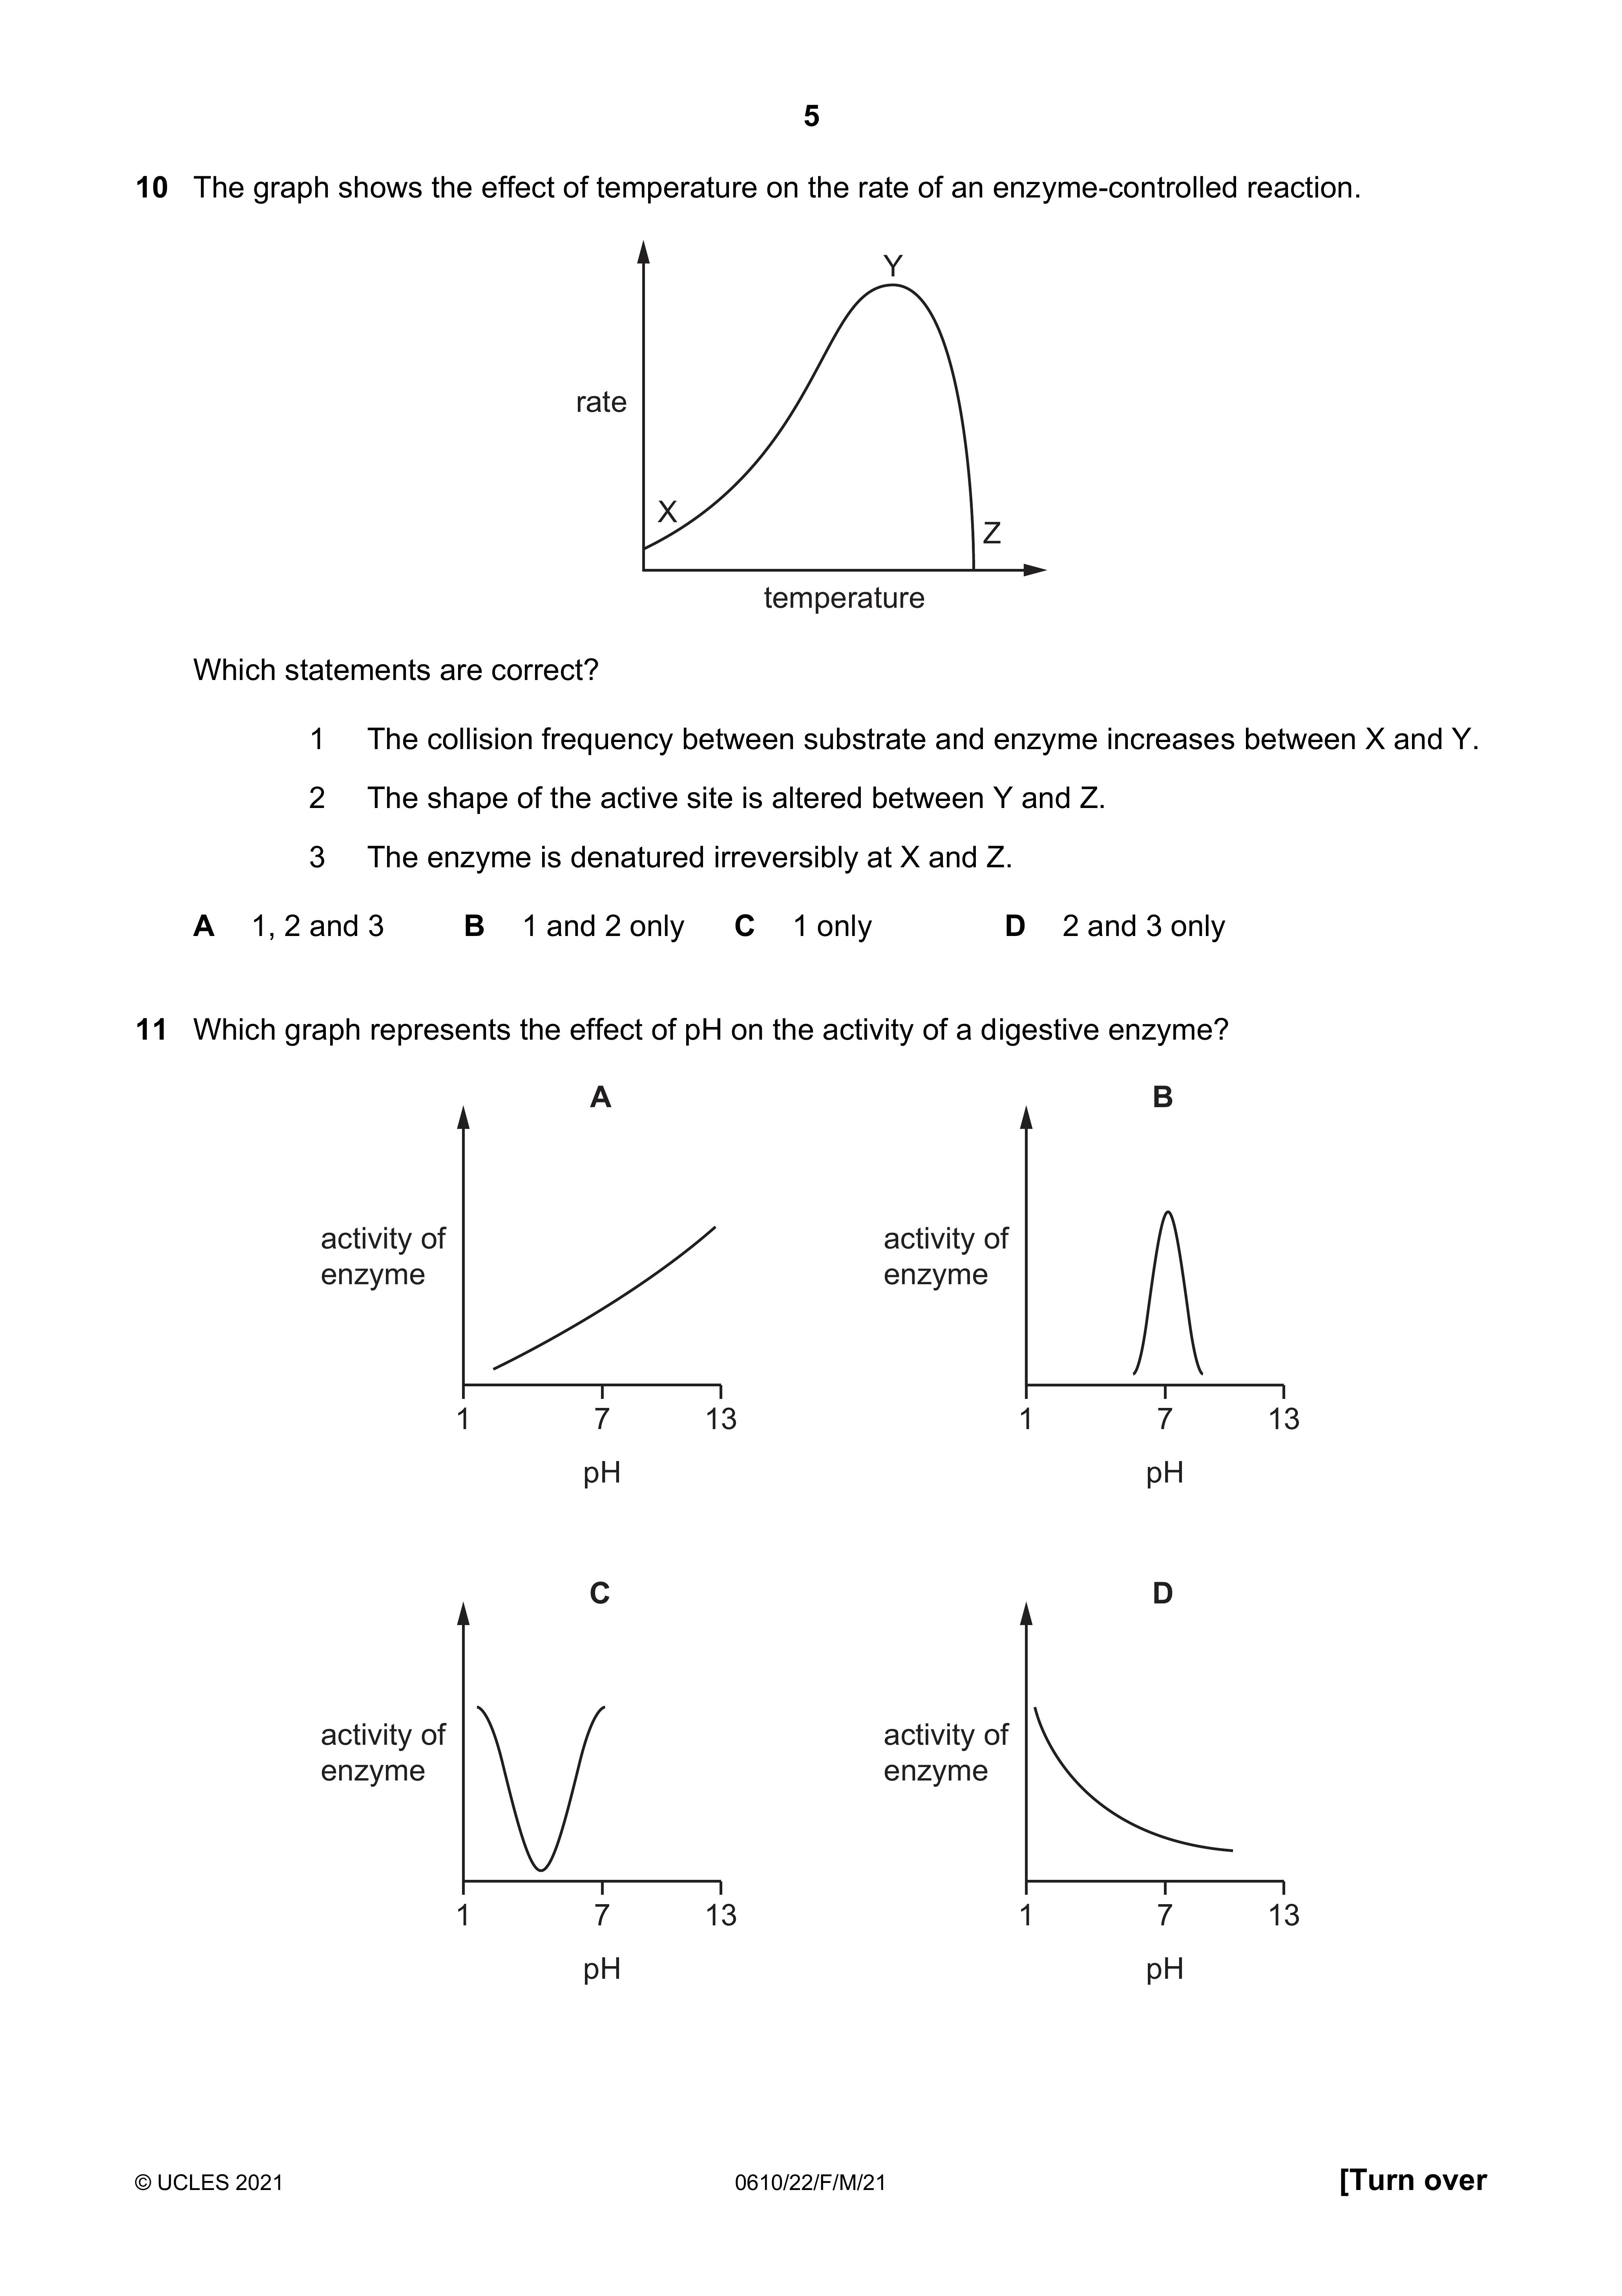 5
10 The graph shows the effect of temperature on the rate of an enzyme-controlled reaction.
Y
rate
X
Z
temperature
Which statements are correct?
1 The collision frequency between substrate and enzyme increases between X and Y.
2 The shape of the active site is altered between Y and Z.
3 The enzyme is denatured irreversibly at X and Z.
A 1, 2 and 3 B 1 and 2 only C 1 only D 2 and 3 only
11 Which graph represents the effect of pH on the activity of a digestive enzyme?
A
activity of
enzyme
1 7 13
pH
B
activity of
enzyme
1 7 13
pH
C
activity of
enzyme
1 7 13
pH
D
activity of
enzyme
1 7 13
pH
© UCLES 2021 0610/22/F/M/21 [Turn over